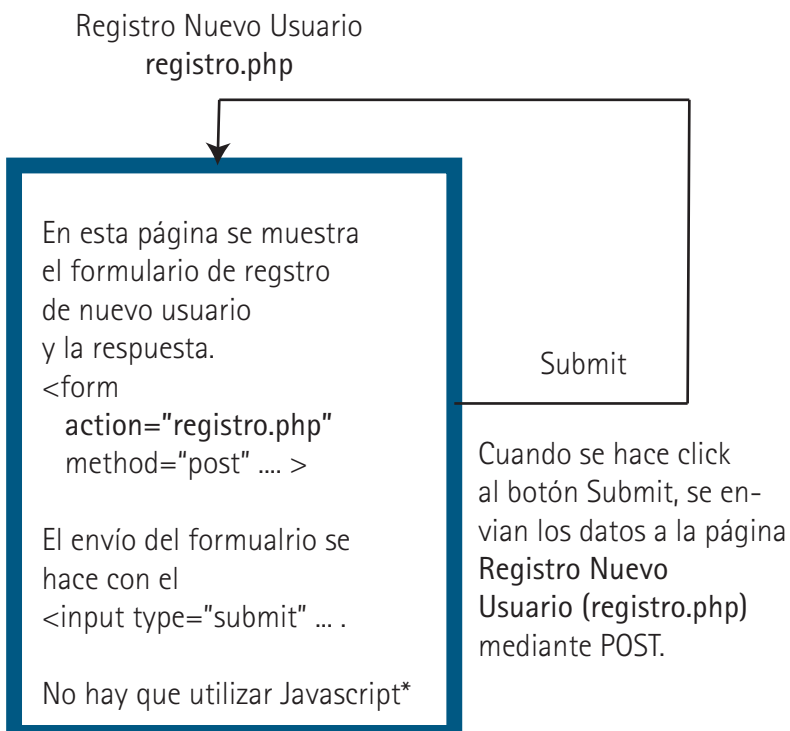 Registro Nuevo Usuario
registro.php
En esta página se muestra
el formulario de regstro
de nuevo usuario
y la respuesta.
<form
action="registro.php"
method="post" .... >
El envío del formualrio se
hace con el
<input type="submit" ... .
No hay que utilizar Javascript*
Submit
Cuando se hace click
al botón Submit, se en-
vian los datos a la página
Registro Nuevo
Usuario (registro.php)
mediante POST.